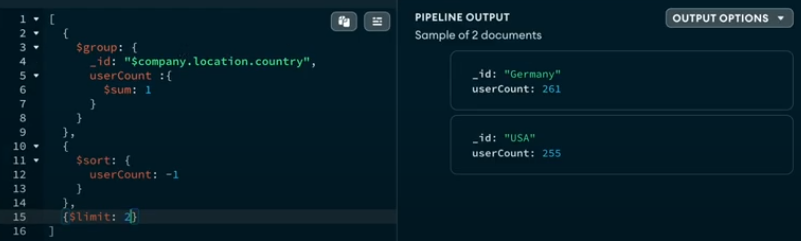 1 [
2 {
3 $group: {
4 _id: "$company.location.country",
5 userCount :{
6 $sum: 1
7 }
8 }
9 },
10 {
11 $sort: {
12 userCount: -1
13 }
14 },
15 {$limit: 2}
16 ]
PIPELINE OUTPUT
OUTPUT OPTIONS
Sample of 2 documents
_id: "Germany"
userCount: 261
_id: "USA"
userCount: 255